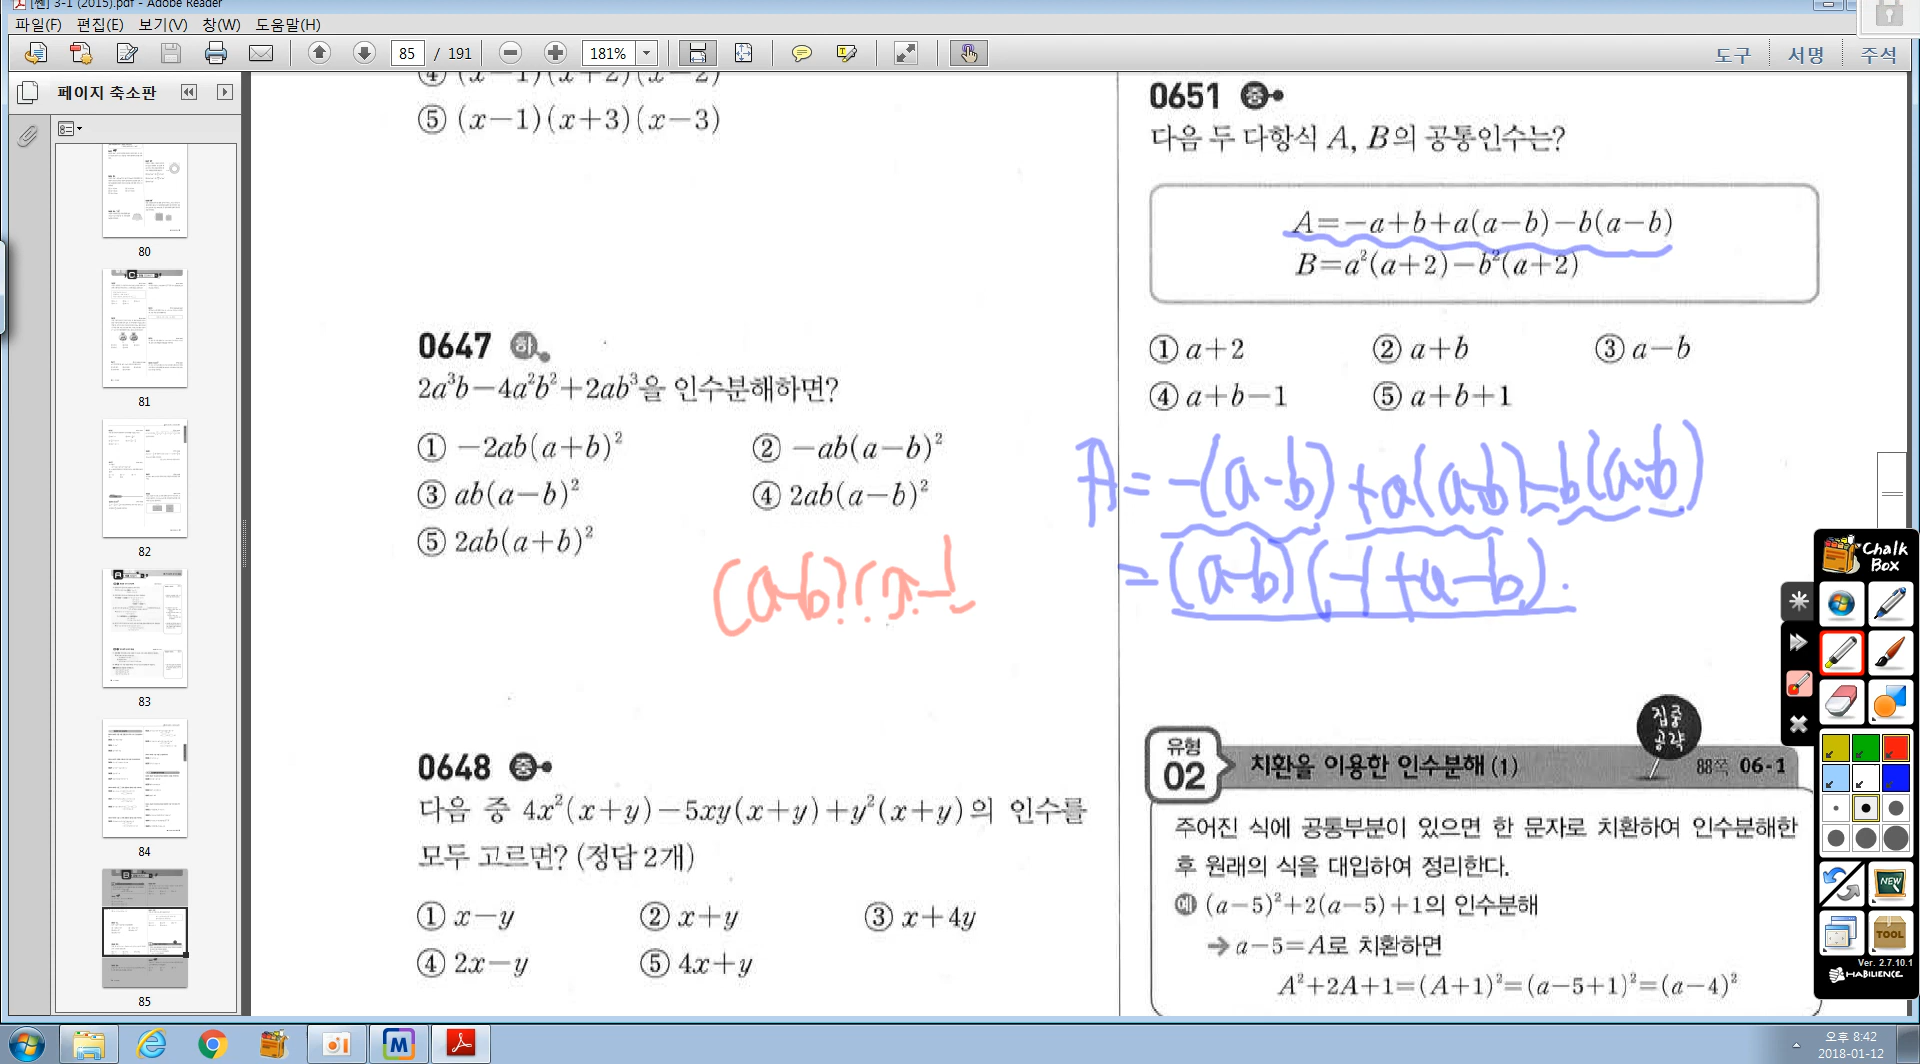 [쎈] 3-1 (2015).pdf - Adobe Reader
파일(F) 편집(E) 보기(V) 창(W) 도움말(H)
85 / 191 181% 도구 서명 주석
페이지 축소판
80
81
82
83
84
85
④ (x−1)(x+2)(x−2)
⑤ (x−1)(x+3)(x−3)
0647 하
2a³b−4a²b²+2ab³을 인수분해하면?
① −2ab(a+b)² ② −ab(a−b)²
③ ab(a−b)² ④ 2ab(a−b)²
⑤ 2ab(a+b)²
0648 중
다음 중 4x²(x+y)−5xy(x+y)+y²(x+y)의 인수를
모두 고르면? (정답 2개)
① x−y ② x+y ③ x+4y
④ 2x−y ⑤ 4x+y
0651 중
다음 두 다항식 A, B의 공통인수는?
A=−a+b+a(a−b)−b(a−b)
B=a²(a+2)−b²(a+2)
① a+2 ② a+b ③ a−b
④ a+b−1 ⑤ a+b+1
A = -(a-b) +a(a-b) -b(a-b)
= (a-b)(-1+a-b).
집중
공략
유형
02 치환을 이용한 인수분해 (1) 88쪽 06-1
주어진 식에 공통부분이 있으면 한 문자로 치환하여 인수분해한
후 원래의 식을 대입하여 정리한다.
예 (a−5)²+2(a−5)+1의 인수분해
→ a−5=A로 치환하면
A²+2A+1=(A+1)²=(a−5+1)²=(a−4)²
Chalk
Box
NEW
TOOL
Ver. 2.7.10.1
HABILIENCE
오후 8:42
2018-01-12